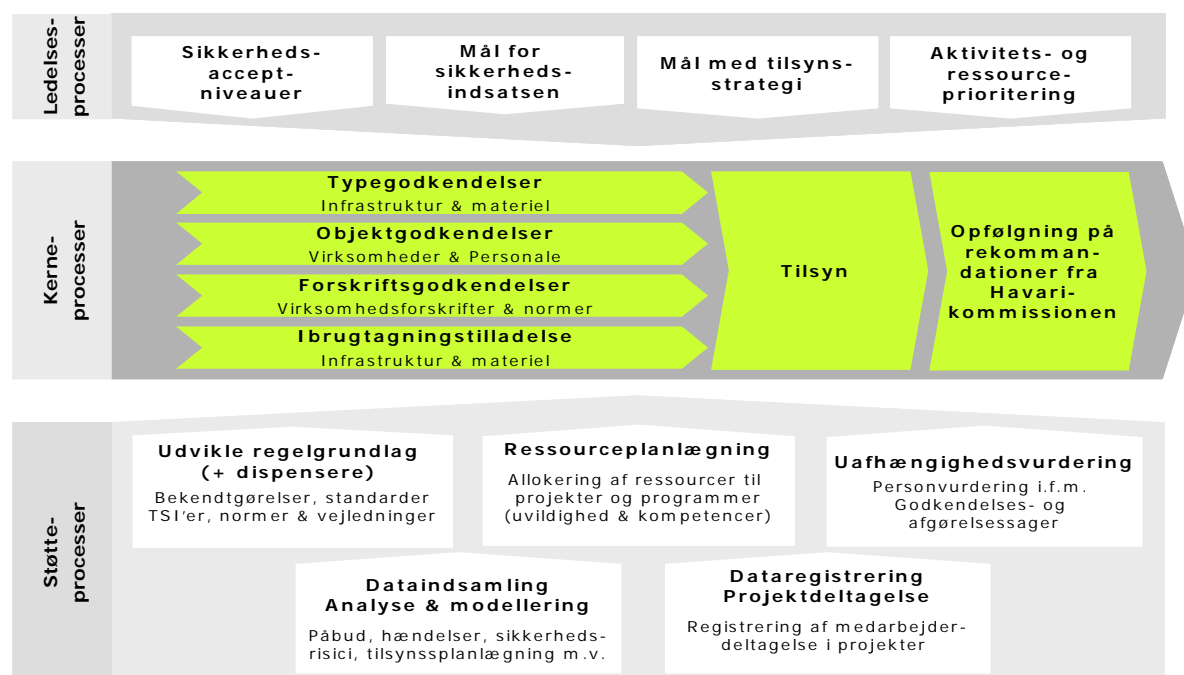 Ledelses-
processer
Sikkerheds-
accept-
niveauer
Mål for
sikkerheds-
indsatsen
Mål med tilsyns-
strategi
Aktivitets- og
ressource-
prioritering
Kerne-
processer
Typegodkendelser
Infrastruktur & materiel
Objektgodkendelser
Virksomheder & Personale
Forskriftsgodkendelser
Virksomhedsforskrifter & normer
Ibrugtagningstilladelse
Infrastruktur & materiel
Tilsyn
Opfølgning på
rekomman-
dationer fra
Havari-
kommissionen
Støtte-
processer
Udvikle regelgrundlag
(+ dispensere)
Bekendtgørelser, standarder
TSI'er, normer & vejledninger
Ressourceplanlægning
Allokering af ressourcer til
projekter og programmer
(uvildighed & kompetencer)
Uafhængighedsvurdering
Personvurdering i.f.m.
Godkendelses- og
afgørelsessager
Dataindsamling
Analyse & modellering
Påbud, hændelser, sikkerheds-
risici, tilsynssplanlægning m.v.
Dataregistrering
Projektdeltagelse
Registrering af medarbejder-
deltagelse i projekter